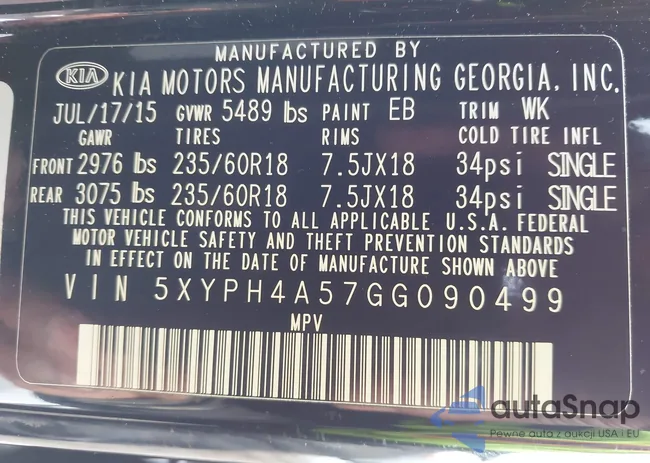 MANUFACTURED BY
KIA KIA MOTORS MANUFACTURING GEORGIA, INC.
JUL/17/15 GVWR 5489 lbs PAINT EB TRIM WK
GAWR TIRES RIMS COLD TIRE INFL
FRONT 2976 lbs 235/60R18 7.5JX18 34psi SINGLE
REAR 3075 lbs 235/60R18 7.5JX18 34psi SINGLE
THIS VEHICLE CONFORMS TO ALL APPLICABLE U.S.A. FEDERAL
MOTOR VEHICLE SAFETY AND THEFT PREVENTION STANDARDS
IN EFFECT ON THE DATE OF MANUFACTURE SHOWN ABOVE
VIN 5XYPH4A57GG090499
MPV
autoSnap
Pewne auta z aukcji USA i EU